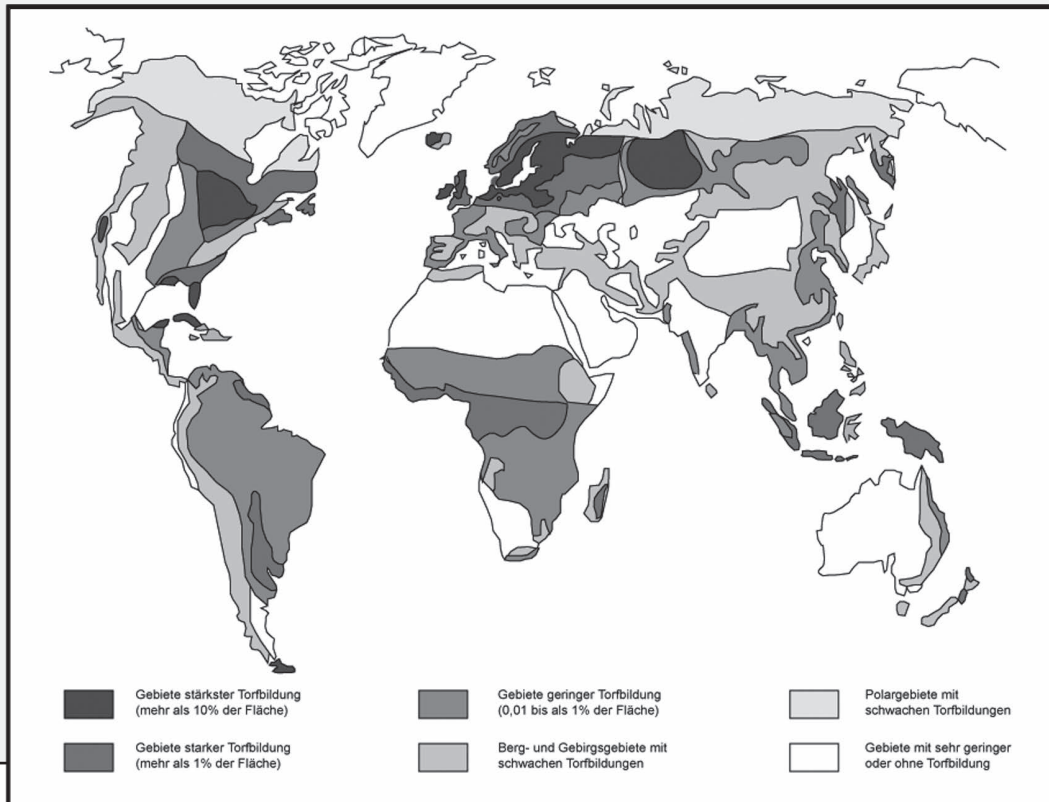 Gebiete stärkster Torfbildung
(mehr als 10% der Fläche)
Gebiete starker Torfbildung
(mehr als 1% der Fläche)
Gebiete geringer Torfbildung
(0,01 bis als 1% der Fläche)
Berg- und Gebirgsgebiete mit
schwachen Torfbildungen
Polargebiete mit
schwachen Torfbildungen
Gebiete mit sehr geringer
oder ohne Torfbildung